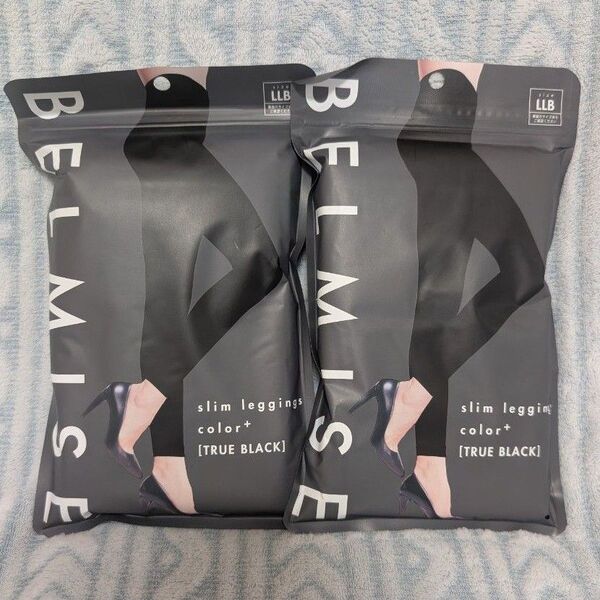 BELMISE
size
LLB
slim leggings
color+
[TRUE BLACK]
BELMISE
size
LLB
slim leggings
color+
[TRUE BLACK]